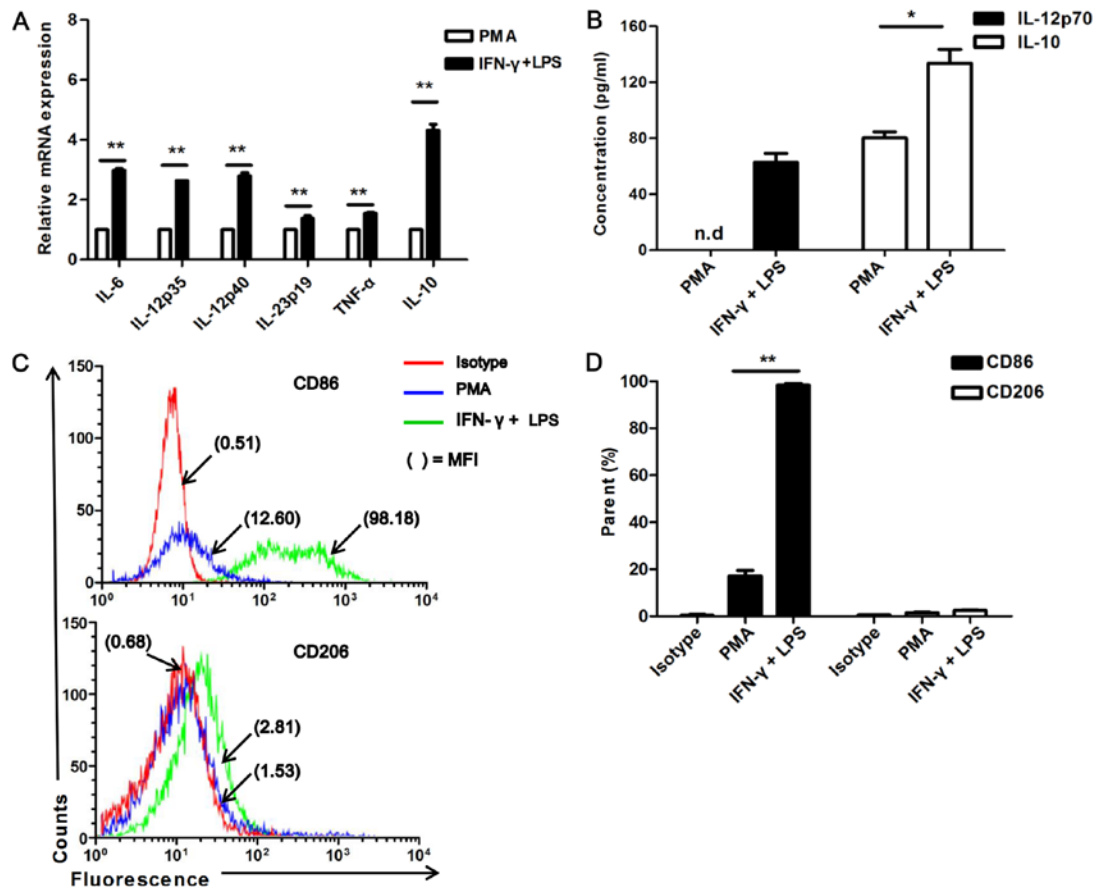 A
Relative mRNA expression
8
6
4
2
0
PMA
IFN-γ+LPS
**
**
**
**
**
**
IL-6
IL-12p35
IL-12p40
IL-23p19
TNF-α
IL-10
B
Concentration (pg/ml)
160
120
80
40
0
IL-12p70
IL-10
*
n.d
PMA
IFN-γ + LPS
PMA
IFN-γ + LPS
C
150
100
50
0
CD86
Isotype
PMA
IFN-γ + LPS
( ) = MFI
(0.51)
(12.60)
(98.18)
10⁰ 10¹ 10² 10³ 10⁴
200
150
100
50
0
CD206
(0.68)
(2.81)
(1.53)
10⁰ 10¹ 10² 10³ 10⁴
Counts
Fluorescence
D
Parent (%)
100
80
60
40
20
0
CD86
CD206
**
Isotype
PMA
IFN-γ + LPS
Isotype
PMA
IFN-γ + LPS